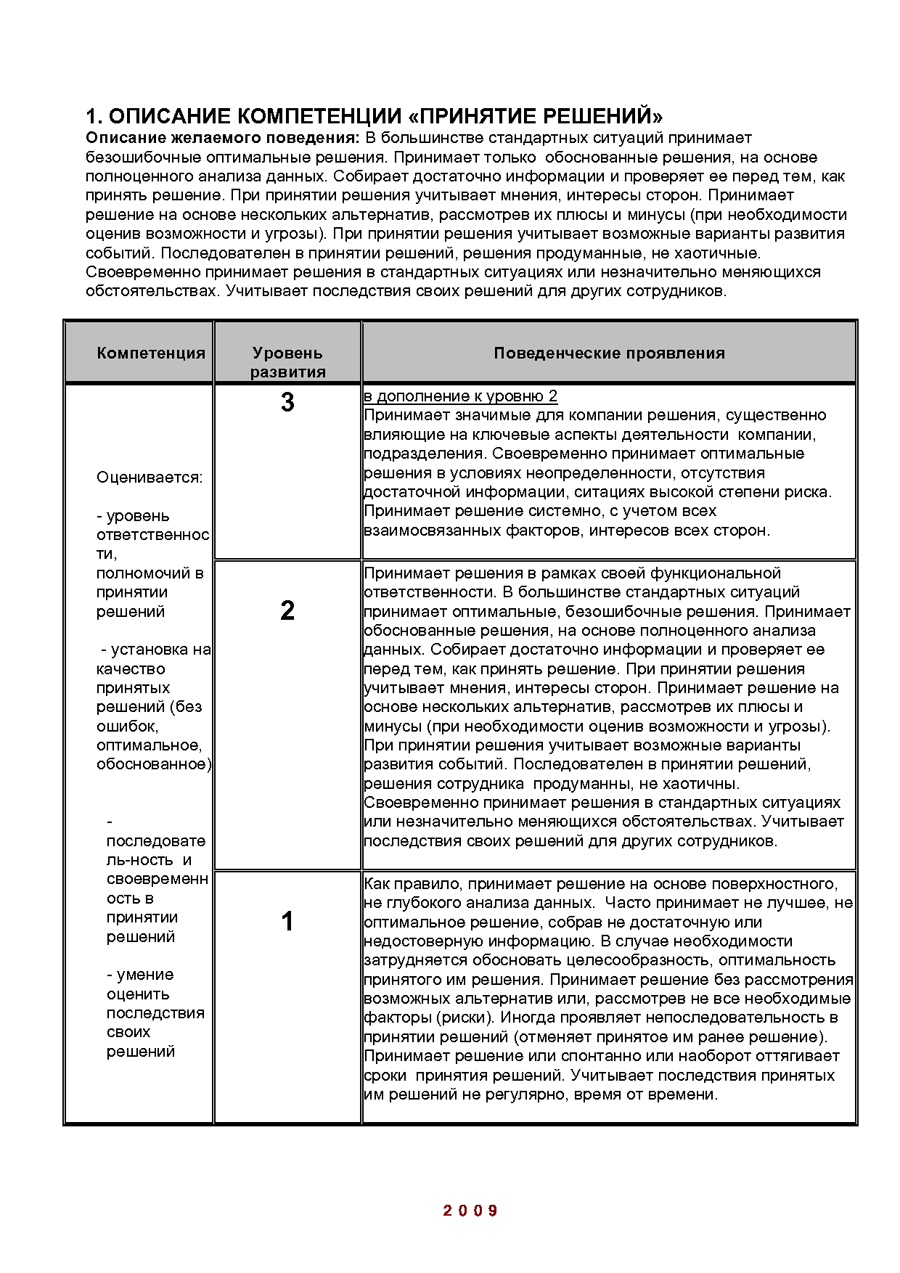 1. ОПИСАНИЕ КОМПЕТЕНЦИИ «ПРИНЯТИЕ РЕШЕНИЙ»
Описание желаемого поведения: В большинстве стандартных ситуаций принимает
безошибочные оптимальные решения. Принимает только обоснованные решения, на основе
полноценного анализа данных. Собирает достаточно информации и проверяет ее перед тем, как
принять решение. При принятии решения учитывает мнения, интересы сторон. Принимает
решение на основе нескольких альтернатив, рассмотрев их плюсы и минусы (при необходимости
оценив возможности и угрозы). При принятии решения учитывает возможные варианты развития
событий. Последователен в принятии решений, решения продуманные, не хаотичные.
Своевременно принимает решения в стандартных ситуациях или незначительно меняющихся
обстоятельствах. Учитывает последствия своих решений для других сотрудников.
Компетенция
Уровень
развития
Поведенческие проявления
Оценивается:
- уровень
ответственнос
ти,
полномочий в
принятии
решений
- установка на
качество
принятых
решений (без
ошибок,
оптимальное,
обоснованное)
-
последовате
ль-ность и
своевременн
ость в
принятии
решений
- умение
оценить
последствия
своих
решений
3
в дополнение к уровню 2
Принимает значимые для компании решения, существенно
влияющие на ключевые аспекты деятельности компании,
подразделения. Своевременно принимает оптимальные
решения в условиях неопределенности, отсутствия
достаточной информации, ситациях высокой степени риска.
Принимает решение системно, с учетом всех
взаимосвязанных факторов, интересов всех сторон.
2
Принимает решения в рамках своей функциональной
ответственности. В большинстве стандартных ситуаций
принимает оптимальные, безошибочные решения. Принимает
обоснованные решения, на основе полноценного анализа
данных. Собирает достаточно информации и проверяет ее
перед тем, как принять решение. При принятии решения
учитывает мнения, интересы сторон. Принимает решение на
основе нескольких альтернатив, рассмотрев их плюсы и
минусы (при необходимости оценив возможности и угрозы).
При принятии решения учитывает возможные варианты
развития событий. Последователен в принятии решений,
решения сотрудника продуманны, не хаотичны.
Своевременно принимает решения в стандартных ситуациях
или незначительно меняющихся обстоятельствах. Учитывает
последствия своих решений для других сотрудников.
1
Как правило, принимает решение на основе поверхностного,
не глубокого анализа данных. Часто принимает не лучшее, не
оптимальное решение, собрав не достаточную или
недостоверную информацию. В случае необходимости
затрудняется обосновать целесообразность, оптимальность
принятого им решения. Принимает решение без рассмотрения
возможных альтернатив или, рассмотрев не все необходимые
факторы (риски). Иногда проявляет непоследовательность в
принятии решений (отменяет принятое им ранее решение).
Принимает решение или спонтанно или наоборот оттягивает
сроки принятия решений. Учитывает последствия принятых
им решений не регулярно, время от времени.
2009